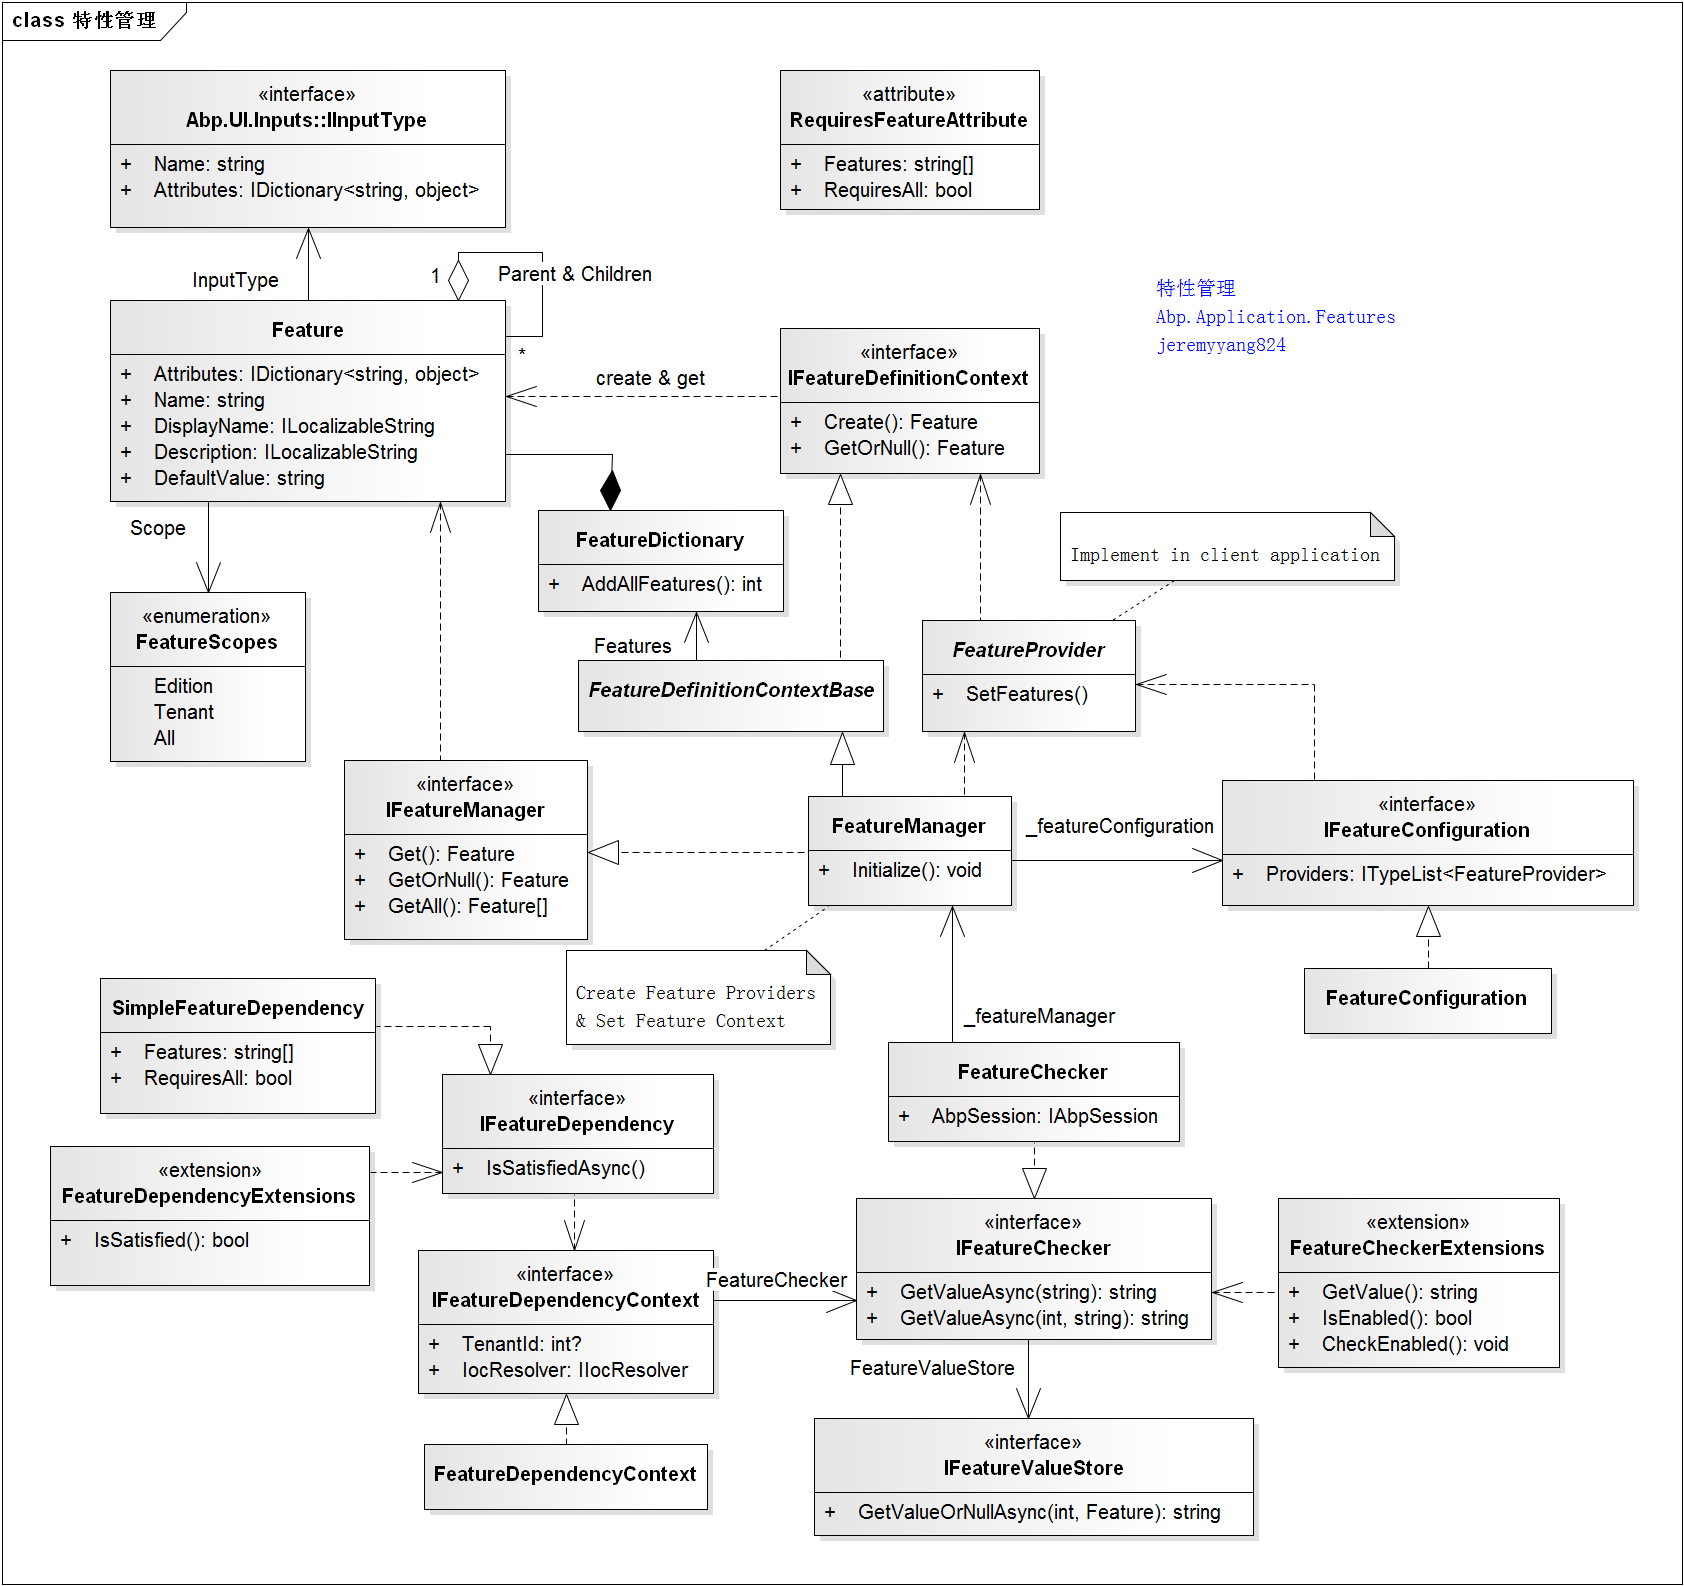 class 特性管理
«interface»
Abp.UI.Inputs::IInputType
+ Name: string
+ Attributes: IDictionary<string, object>
«attribute»
RequiresFeatureAttribute
+ Features: string[]
+ RequiresAll: bool
InputType
1
Parent & Children
*
特性管理
Abp.Application.Features
jeremyyang824
Feature
+ Attributes: IDictionary<string, object>
+ Name: string
+ DisplayName: ILocalizableString
+ Description: ILocalizableString
+ DefaultValue: string
create & get
«interface»
IFeatureDefinitionContext
+ Create(): Feature
+ GetOrNull(): Feature
Scope
FeatureDictionary
+ AddAllFeatures(): int
Implement in client application
«enumeration»
FeatureScopes
Edition
Tenant
All
Features
FeatureDefinitionContextBase
FeatureProvider
+ SetFeatures()
«interface»
IFeatureManager
+ Get(): Feature
+ GetOrNull(): Feature
+ GetAll(): Feature[]
FeatureManager
+ Initialize(): void
_featureConfiguration
«interface»
IFeatureConfiguration
+ Providers: ITypeList<FeatureProvider>
Create Feature Providers
& Set Feature Context
FeatureConfiguration
_featureManager
SimpleFeatureDependency
+ Features: string[]
+ RequiresAll: bool
FeatureChecker
+ AbpSession: IAbpSession
«interface»
IFeatureDependency
+ IsSatisfiedAsync()
«extension»
FeatureDependencyExtensions
+ IsSatisfied(): bool
«interface»
IFeatureChecker
+ GetValueAsync(string): string
+ GetValueAsync(int, string): string
«extension»
FeatureCheckerExtensions
+ GetValue(): string
+ IsEnabled(): bool
+ CheckEnabled(): void
«interface»
IFeatureDependencyContext
+ TenantId: int?
+ IocResolver: IIocResolver
FeatureChecker
FeatureValueStore
FeatureDependencyContext
«interface»
IFeatureValueStore
+ GetValueOrNullAsync(int, Feature): string